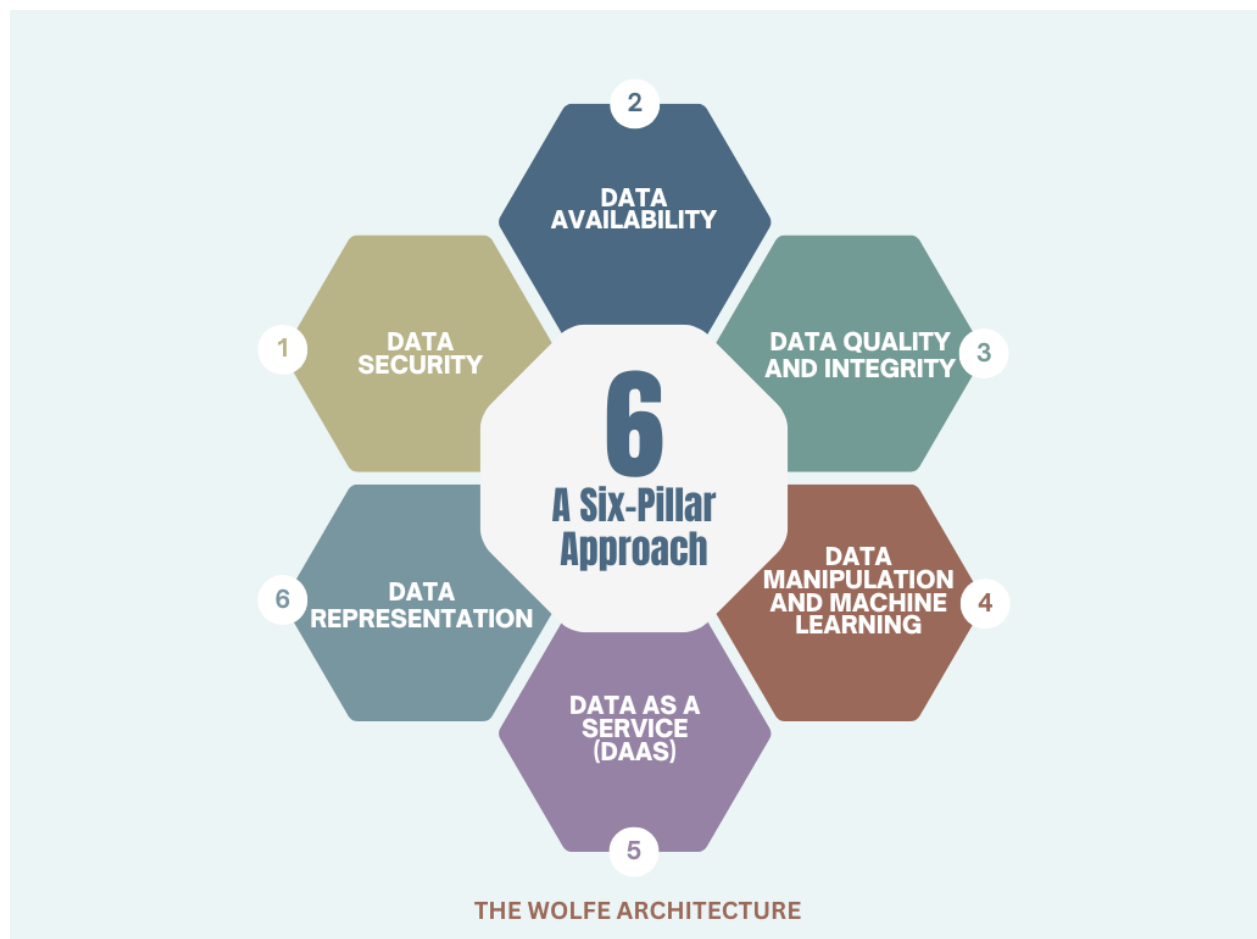 2
DATA
AVAILABILITY
1
DATA
SECURITY
DATA QUALITY
AND INTEGRITY
3
6
A Six-Pillar
Approach
DATA
MANIPULATION
AND MACHINE
LEARNING
4
6
DATA
REPRESENTATION
DATA AS A
SERVICE
(DAAS)
5
THE WOLFE ARCHITECTURE